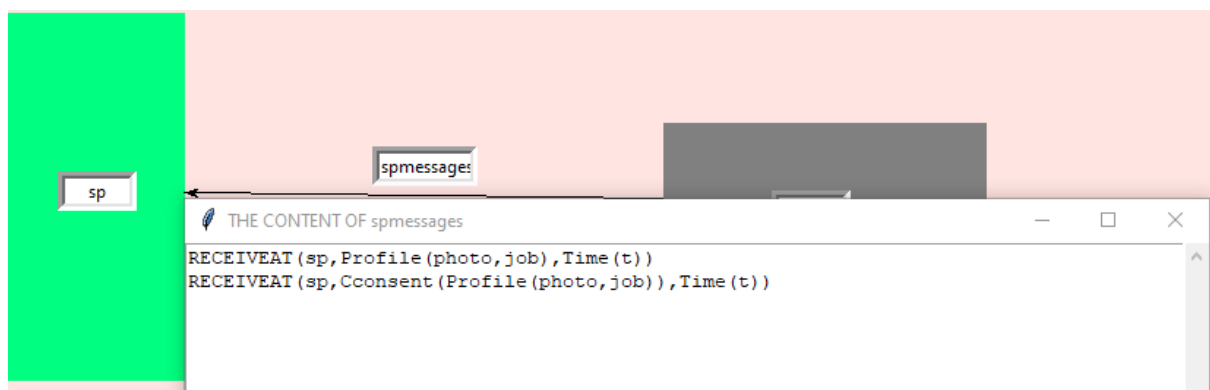 spmessages
sp
THE CONTENT OF spmessages
RECEIVEAT(sp,Profile(photo,job),Time(t))
RECEIVEAT(sp,Cconsent(Profile(photo,job)),Time(t))